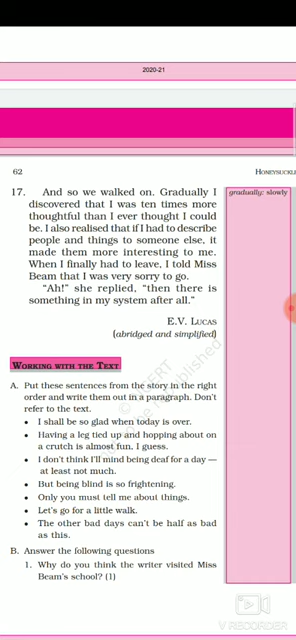 2020-21
62
HONEYSUCKLE
17. And so we walked on. Gradually I
discovered that I was ten times more
thoughtful than I ever thought I could
be. I also realised that if I had to describe
people and things to someone else, it
made them more interesting to me.
When I finally had to leave, I told Miss
Beam that I was very sorry to go.
"Ah!" she replied, "then there is
something in my system after all."
gradually: slowly
E.V. LUCAS
(abridged and simplified)
WORKING WITH THE TEXT
A. Put these sentences from the story in the right
order and write them out in a paragraph. Don't
refer to the text.
• I shall be so glad when today is over.
• Having a leg tied up and hopping about on
a crutch is almost fun, I guess.
• I don't think I'll mind being deaf for a day —
at least not much.
• But being blind is so frightening.
• Only you must tell me about things.
• Let's go for a little walk.
• The other bad days can't be half as bad
as this.
B. Answer the following questions
1. Why do you think the writer visited Miss
Beam's school? (1)
V RECORDER